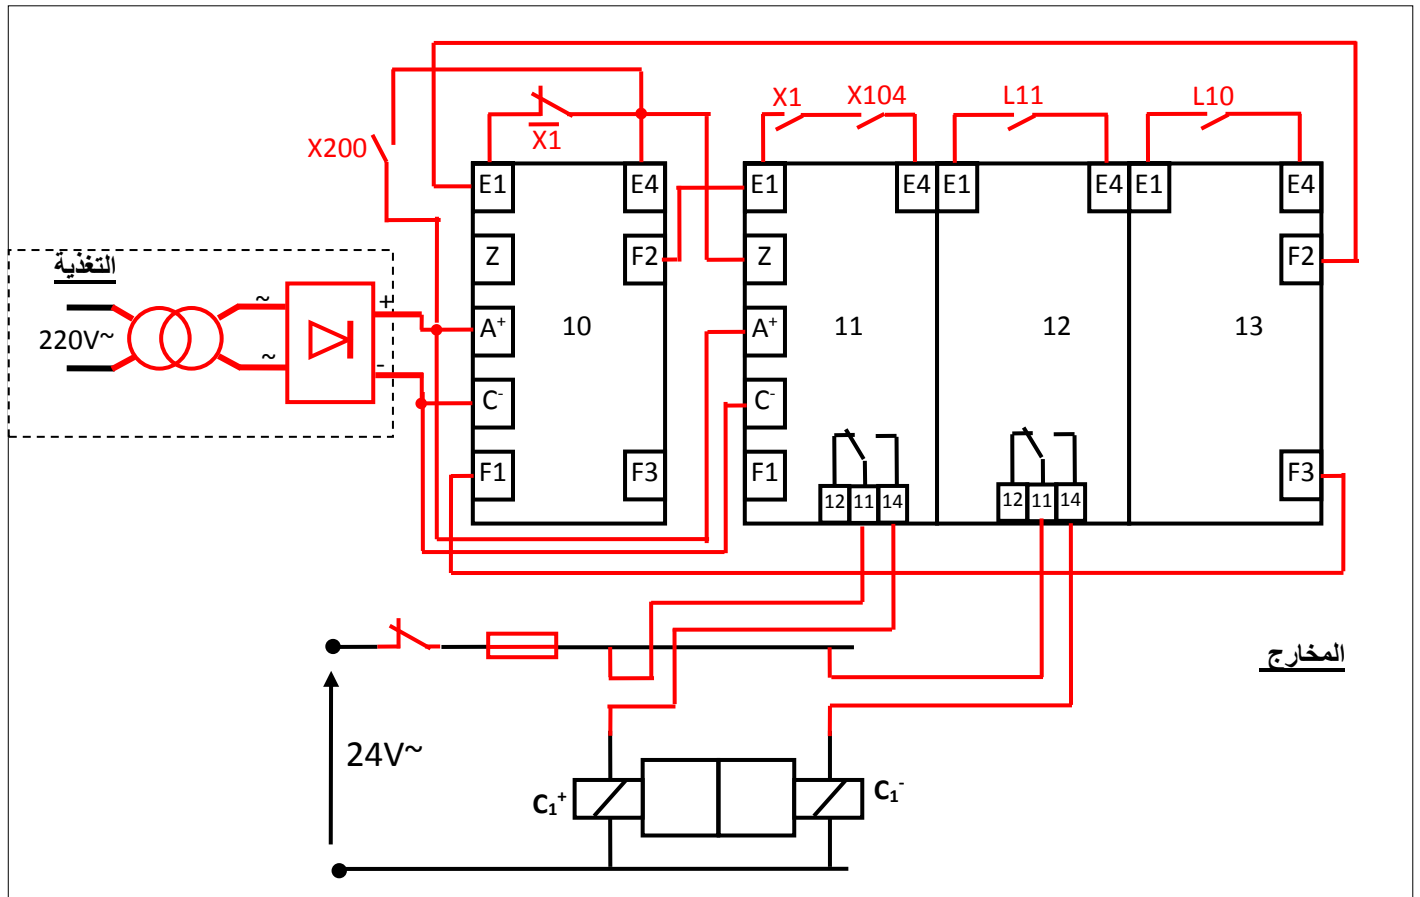 X1 X104 L11 L10
X̅1̅
X200
E1 E4 E1 E4 E1 E4 E1 E4
Z F2 Z F2
التغذية
220V~
~
~
+
-
A⁺ 10 A⁺ 11 12 13
C⁻ C⁻
F1 F3 F1 F3
12 11 14 12 11 14
المخارج
24V~
C₁⁺ C₁⁻